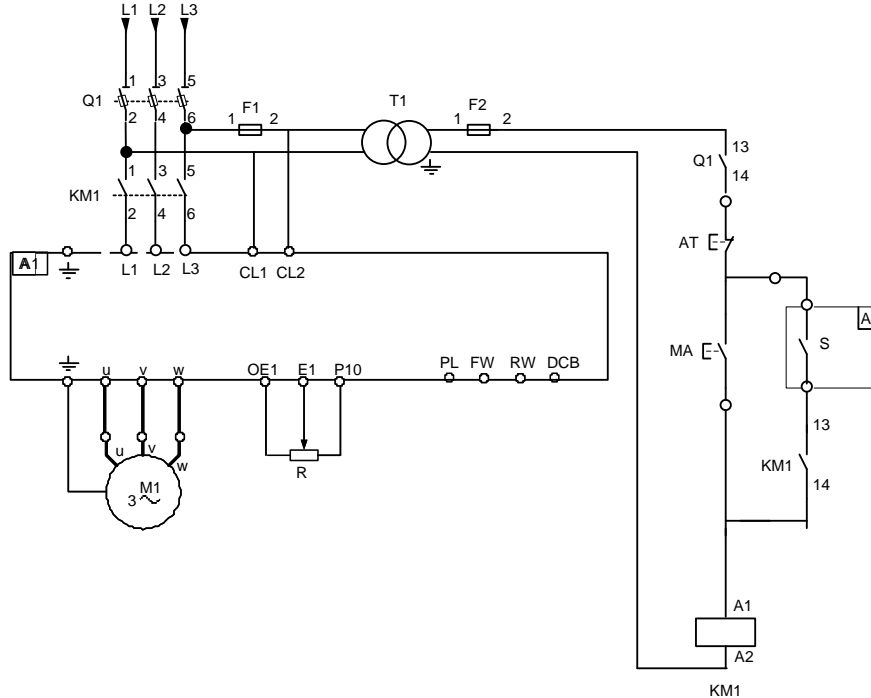 L1 L2 L3
1 3 5
Q1
2 4 6
F1
1 2
T1
F2
1 2
13
Q1
14
1 3 5
KM1
2 4 6
AT
A1
L1 L2 L3 CL1 CL2
A
S
MA
u v w OE1 E1 P10 PL FW RW DCB
13
KM1
14
u v w
R
M1
3
A1
A2
KM1